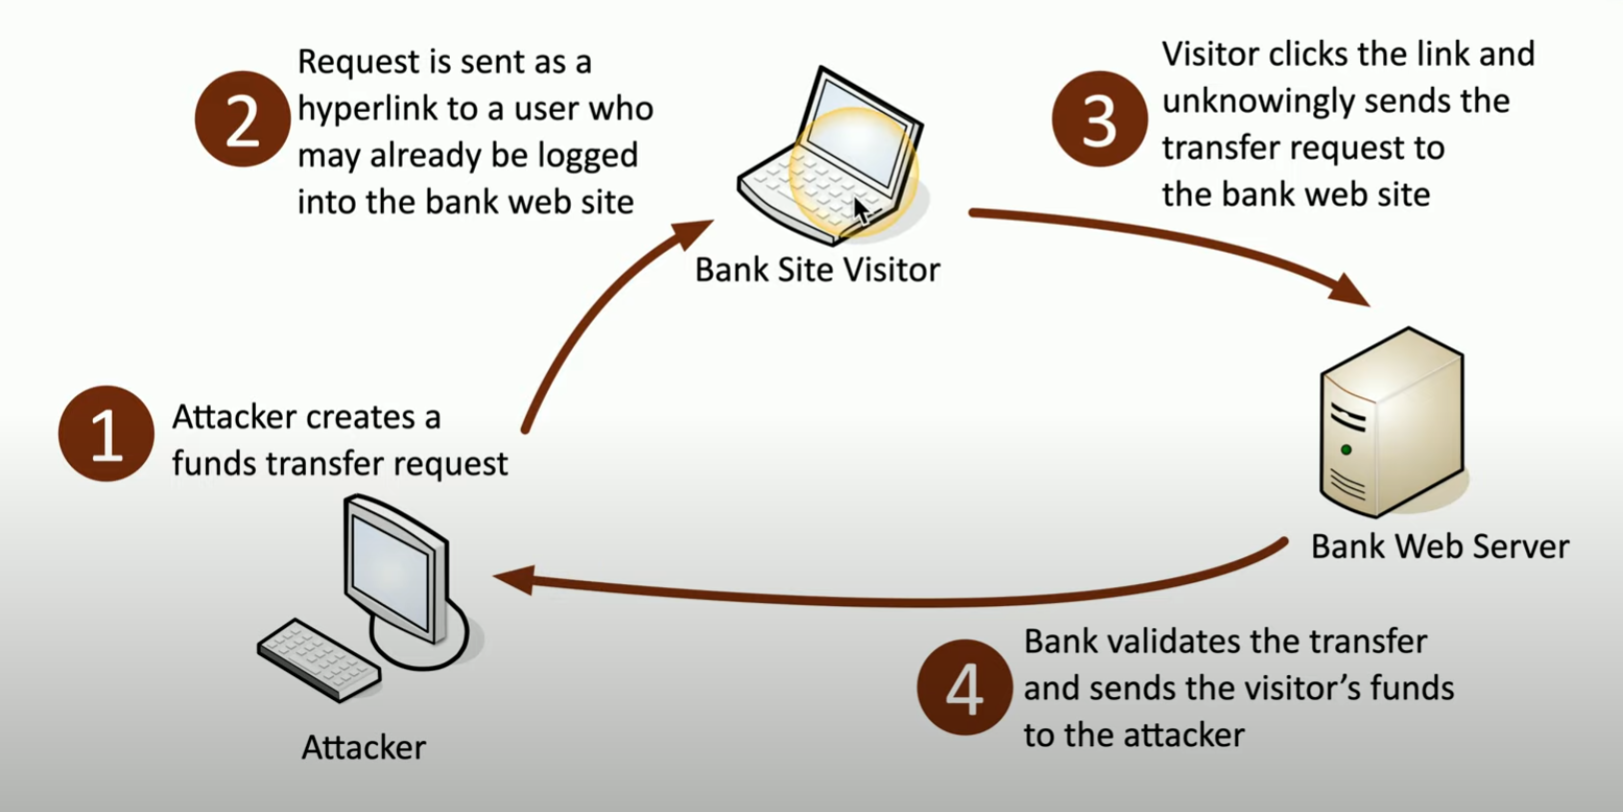 1
Attacker creates a
funds transfer request
Attacker
2
Request is sent as a
hyperlink to a user who
may already be logged
into the bank web site
Bank Site Visitor
3
Visitor clicks the link and
unknowingly sends the
transfer request to
the bank web site
Bank Web Server
4
Bank validates the transfer
and sends the visitor’s funds
to the attacker